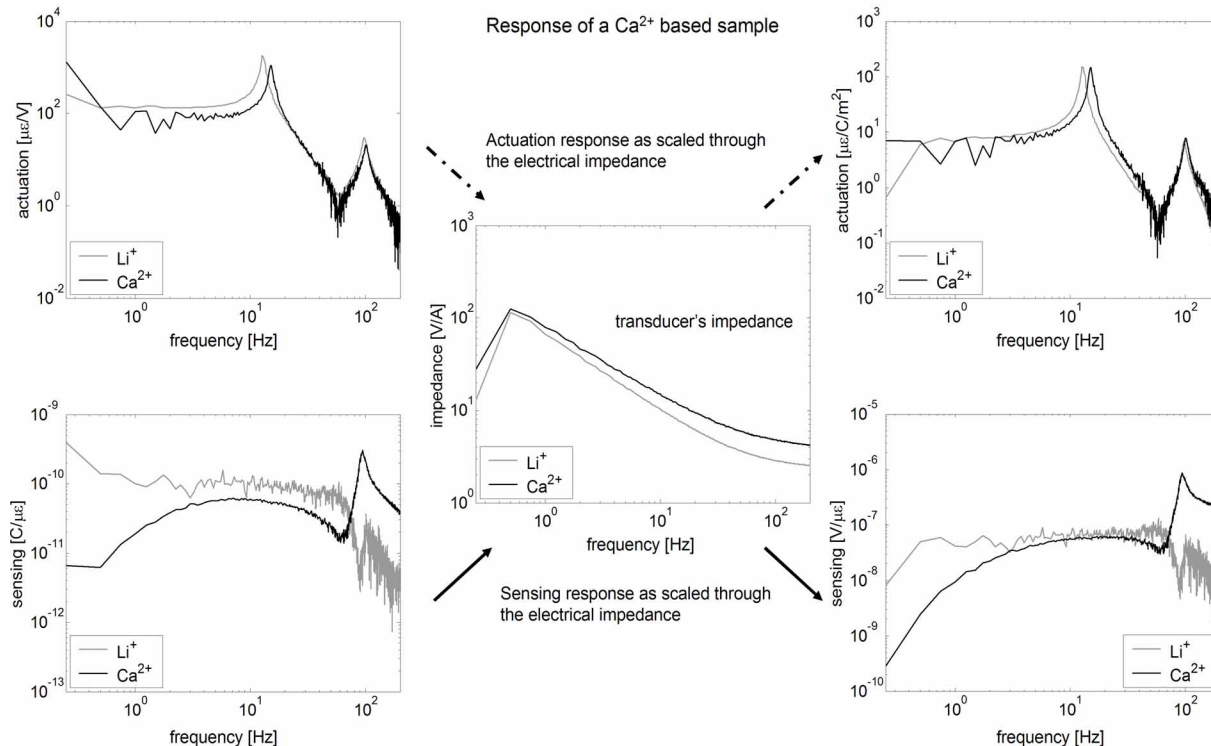 Response of a Ca²⁺ based sample
actuation [µε/V]
10⁴
10²
10⁰
10⁻²
Li⁺
Ca²⁺
10⁰
10¹
10²
frequency [Hz]
Actuation response as scaled through
the electrical impedance
actuation [µε/C/m²]
10³
10²
10¹
10⁰
10⁻¹
10⁻²
Li⁺
Ca²⁺
10⁰
10¹
10²
frequency [Hz]
transducer's impedance
impedance [V/A]
10³
10²
10¹
10⁰
Li⁺
Ca²⁺
10⁰
10¹
10²
frequency [Hz]
sensing [C/µε]
10⁻⁹
10⁻¹⁰
10⁻¹¹
10⁻¹²
10⁻¹³
Li⁺
Ca²⁺
10⁰
10¹
10²
frequency [Hz]
Sensing response as scaled through
the electrical impedance
sensing [V/µε]
10⁻⁵
10⁻⁶
10⁻⁷
10⁻⁸
10⁻⁹
10⁻¹⁰
Li⁺
Ca²⁺
10⁰
10¹
10²
frequency [Hz]